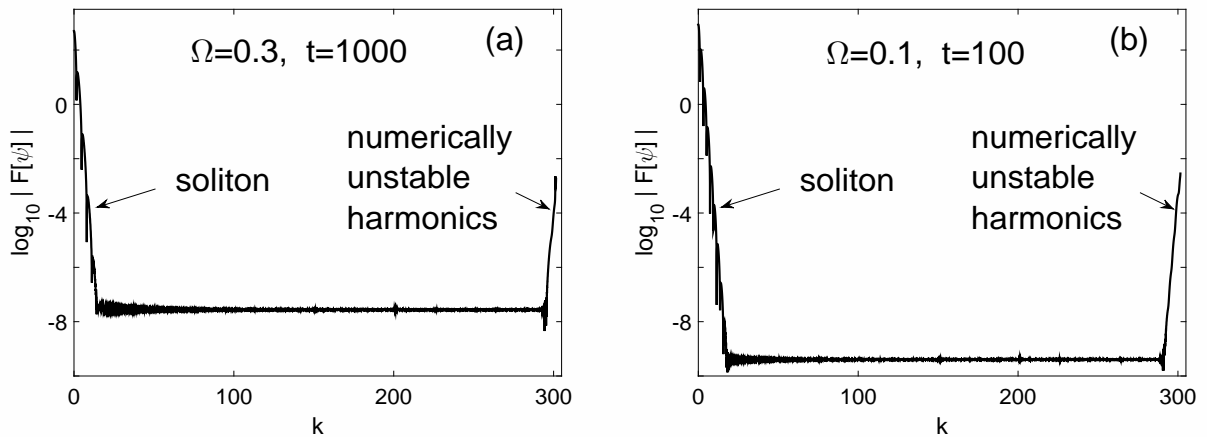 (a)
Ω=0.3, t=1000
numerically
unstable
harmonics
soliton
log10 | F[ψ] |
0
-4
-8
0
100
200
300
k
(b)
Ω=0.1, t=100
numerically
unstable
harmonics
soliton
log10 | F[ψ] |
0
-4
-8
0
100
200
300
k